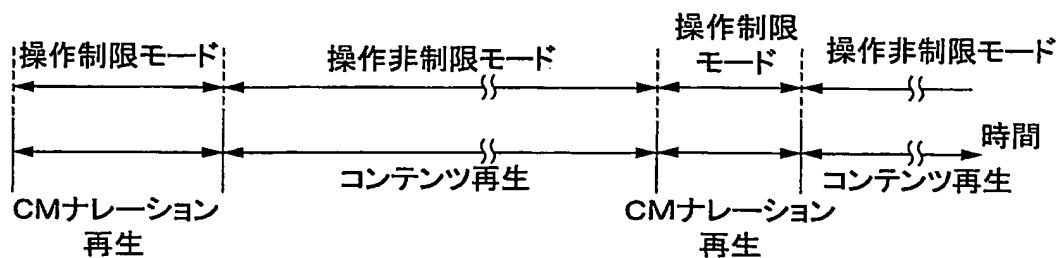 操作制限モード
操作非制限モード
操作制限
モード
操作非制限モード
時間
CMナレーション
再生
コンテンツ再生
CMナレーション
再生
コンテンツ再生